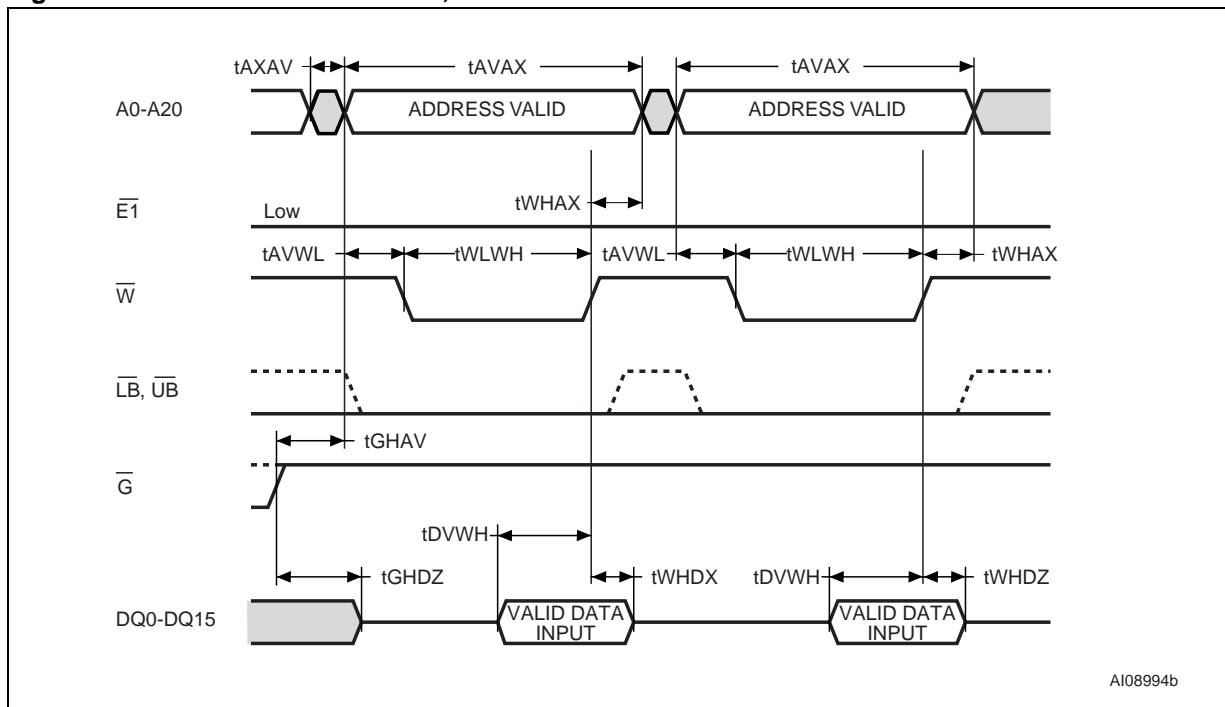 tAXAV tAVAX tAVAX
A0-A20 ADDRESS VALID ADDRESS VALID
tWHAX
E1 Low
tAVWL tWLWH tAVWL tWLWH tWHAX
W
LB, UB
tGHAV
G
tDVWH
tGHDZ tWHDX tDVWH tWHDZ
DQ0-DQ15 VALID DATA INPUT VALID DATA INPUT
AI08994b